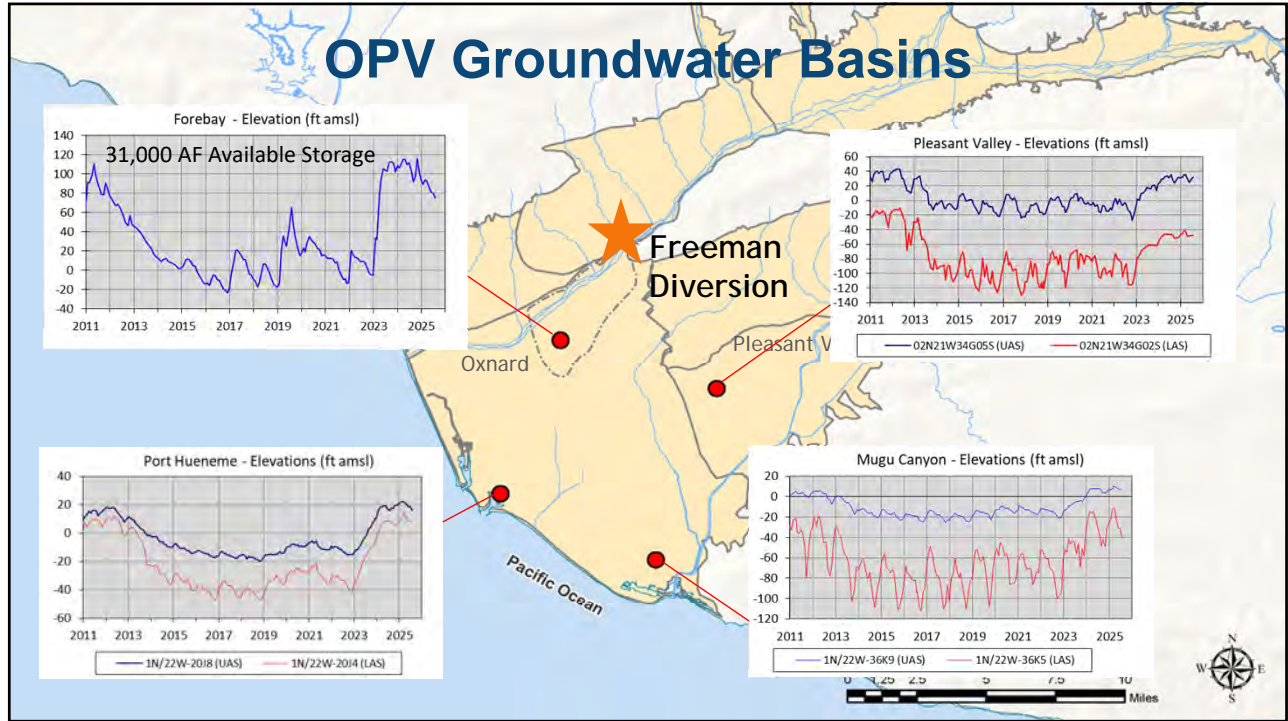 OPV Groundwater Basins
Forebay - Elevation (ft amsl)
31,000 AF Available Storage
140
120
100
80
60
40
20
0
-20
-40
2011 2013 2015 2017 2019 2021 2023 2025
Pleasant Valley - Elevations (ft amsl)
60
40
20
0
-20
-40
-60
-80
-100
-120
-140
2011 2013 2015 2017 2019 2021 2023 2025
02N21W34G05S (UAS) 02N21W34G02S (LAS)
Freeman
Diversion
Oxnard
Pleasant V
Port Hueneme - Elevations (ft amsl)
40
20
0
-20
-40
-60
2011 2013 2015 2017 2019 2021 2023 2025
1N/22W-20J8 (UAS) 1N/22W-20J4 (LAS)
Mugu Canyon - Elevations (ft amsl)
20
0
-20
-40
-60
-80
-100
-120
2011 2013 2015 2017 2019 2021 2023 2025
1N/22W-36K9 (UAS) 1N/22W-36K5 (LAS)
Pacific Ocean
0 1.25 2.5 5 7.5 10
Miles
N
W E
S